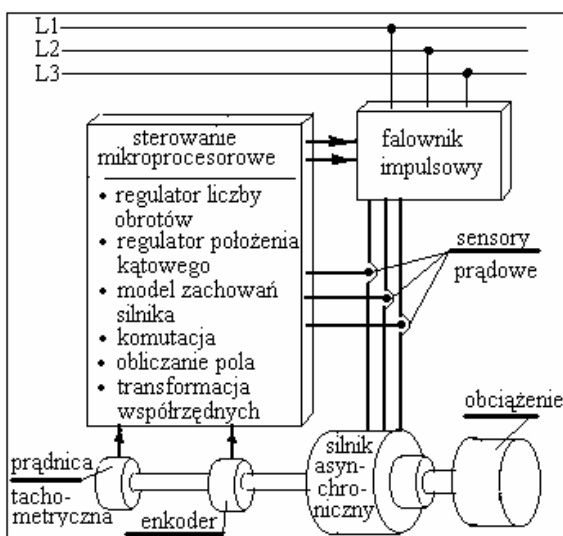 L1
L2
L3
sterowanie
mikroprocesorowe
• regulator liczby
obrotów
• regulator położenia
kątowego
• model zachowań
silnika
• komutacja
• obliczanie pola
• transformacja
współrzędnych
falownik
impulsowy
sensory
prądowe
obciążenie
silnik
asyn-
chro-
niczny
prądnica
tacho-
metryczna
enkoder